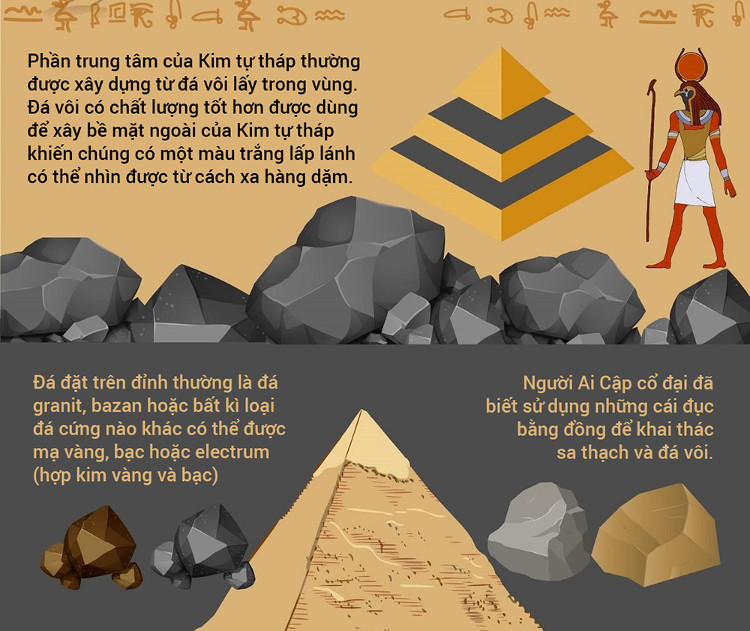 Phần trung tâm của Kim tự tháp thường
được xây dựng từ đá vôi lấy trong vùng.
Đá vôi có chất lượng tốt hơn được dùng
để xây bề mặt ngoài của Kim tự tháp
khiến chúng có một màu trắng lấp lánh
có thể nhìn được từ cách xa hàng dặm.
Đá đặt trên đỉnh thường là đá
granit, bazan hoặc bất kì loại
đá cứng nào khác có thể được
mạ vàng, bạc hoặc electrum
(hợp kim vàng và bạc)
Người Ai Cập cổ đại đã
biết sử dụng những cái đục
bằng đồng để khai thác
sa thạch và đá vôi.